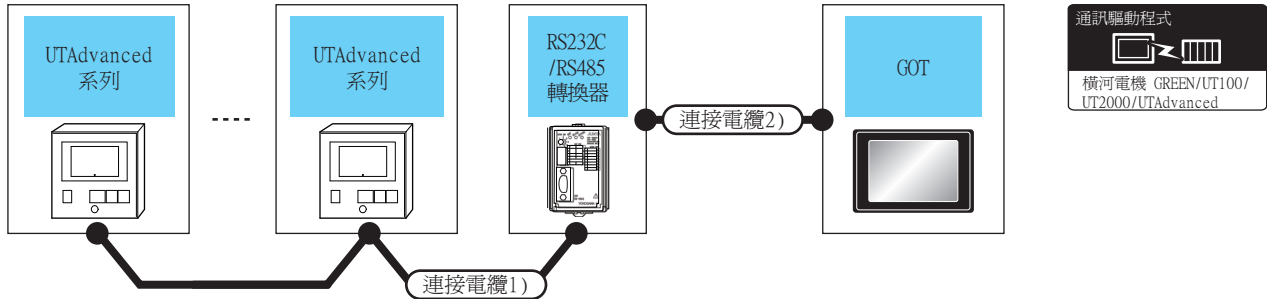 UTAdvanced
系列
UTAdvanced
系列
RS232C
/RS485
轉換器
GOT
連接電纜1)
連接電纜2)
通訊驅動程式
橫河電機 GREEN/UT100/
UT2000/UTAdvanced